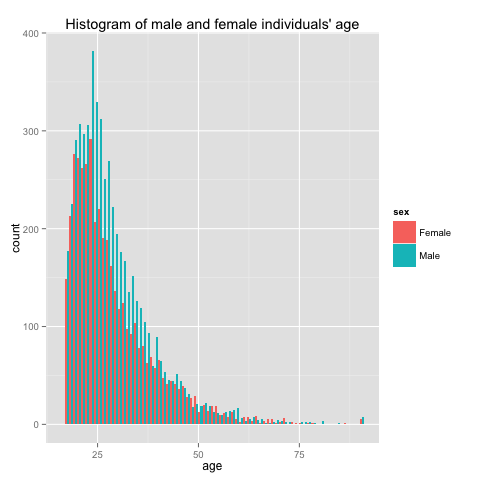 Histogram of male and female individuals' age
400
300
200
100
0
count
25
50
75
age
sex
Female
Male